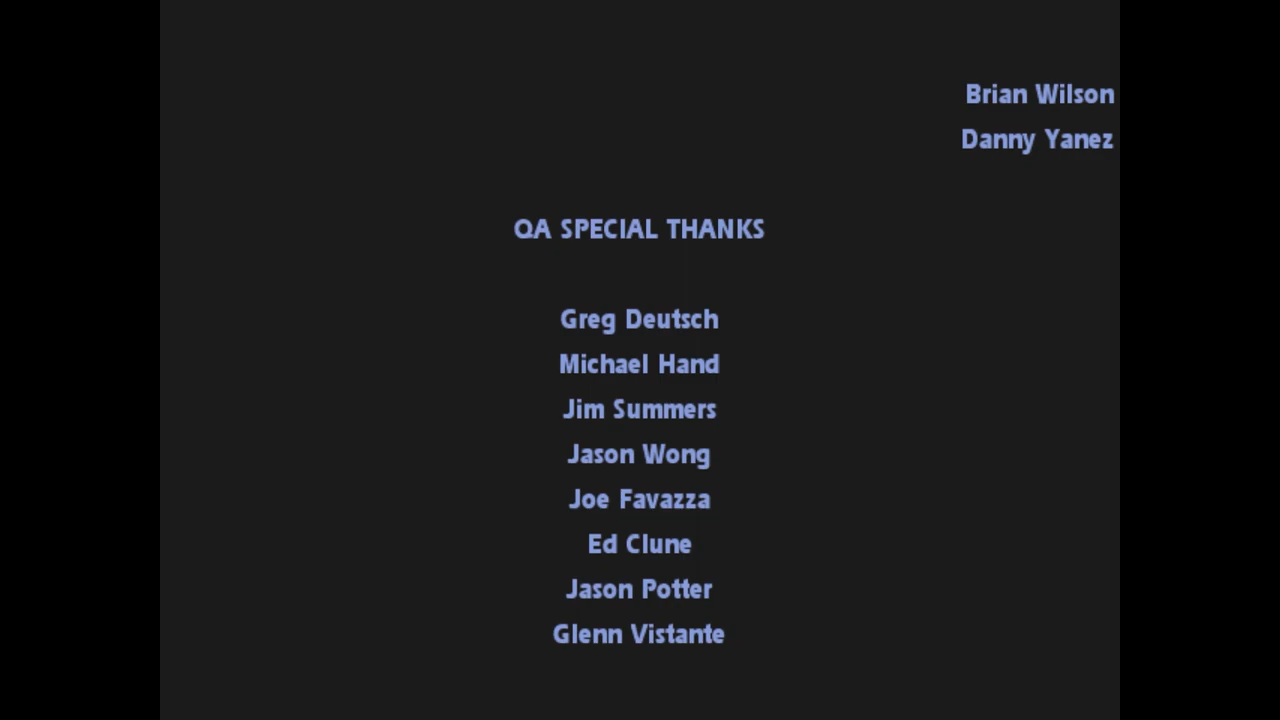 Brian Wilson
Danny Yanez
QA SPECIAL THANKS
Greg Deutsch
Michael Hand
Jim Summers
Jason Wong
Joe Favazza
Ed Clune
Jason Potter
Glenn Vistante